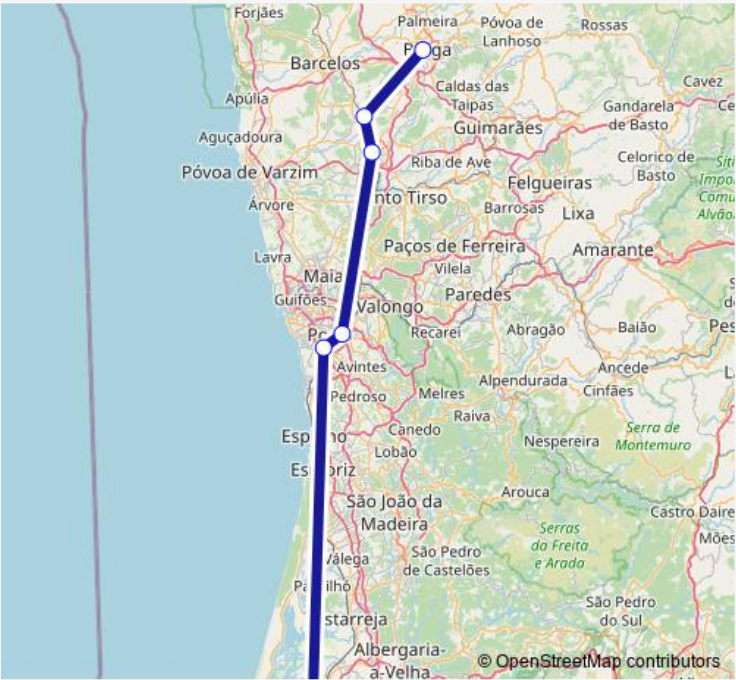 Forjães
Palmeira
Póvoa de
Lanhoso
Rossas
Barcelos
Caldas das
Taipas
Cavez
Apúlia
Gandarela
de Basto
Guimarães
Aguçadoura
Riba de Ave
Celorico de
Basto
Póvoa de Varzim
Felgueiras
nto Tirso
Árvore
Barrosas
Lixa
Lavra
Paços de Ferreira
Amarante
Maia
Vilela
Guifões
Valongo
Paredes
Recarei
Abragão
Baião
Avintes
Ancede
Pedroso
Melres
Alpendurada
Cinfães
Raiva
Canedo
Nespereira
Serra de
Montemuro
Lobão
São João da
Madeira
Arouca
Castro Daire
Serras
da Freita
e Arada
São Pedro
de Castelões
São Pedro
do Sul
starreja
Albergaria-
a-Velha
© OpenStreetMap contributors